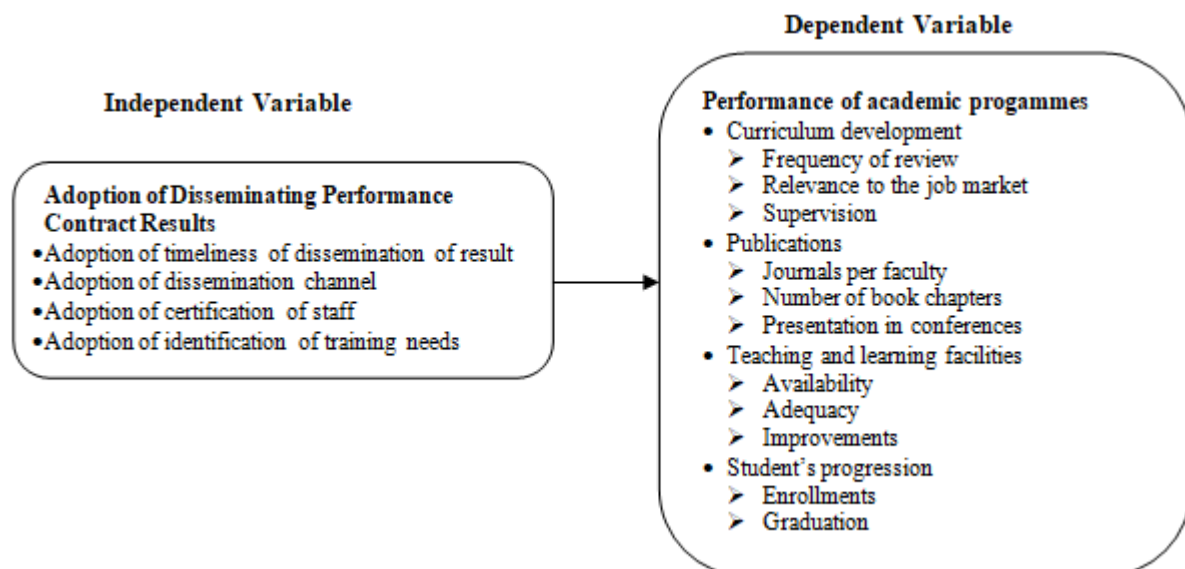 Independent Variable
Adoption of Disseminating Performance
Contract Results
•Adoption of timeliness of dissemination of result
•Adoption of dissemination channel
•Adoption of certification of staff
•Adoption of identification of training needs
Dependent Variable
Performance of academic progammes
• Curriculum development
➢ Frequency of review
➢ Relevance to the job market
➢ Supervision
• Publications
➢ Journals per faculty
➢ Number of book chapters
➢ Presentation in conferences
• Teaching and learning facilities
➢ Availability
➢ Adequacy
➢ Improvements
• Student’s progression
➢ Enrollments
➢ Graduation